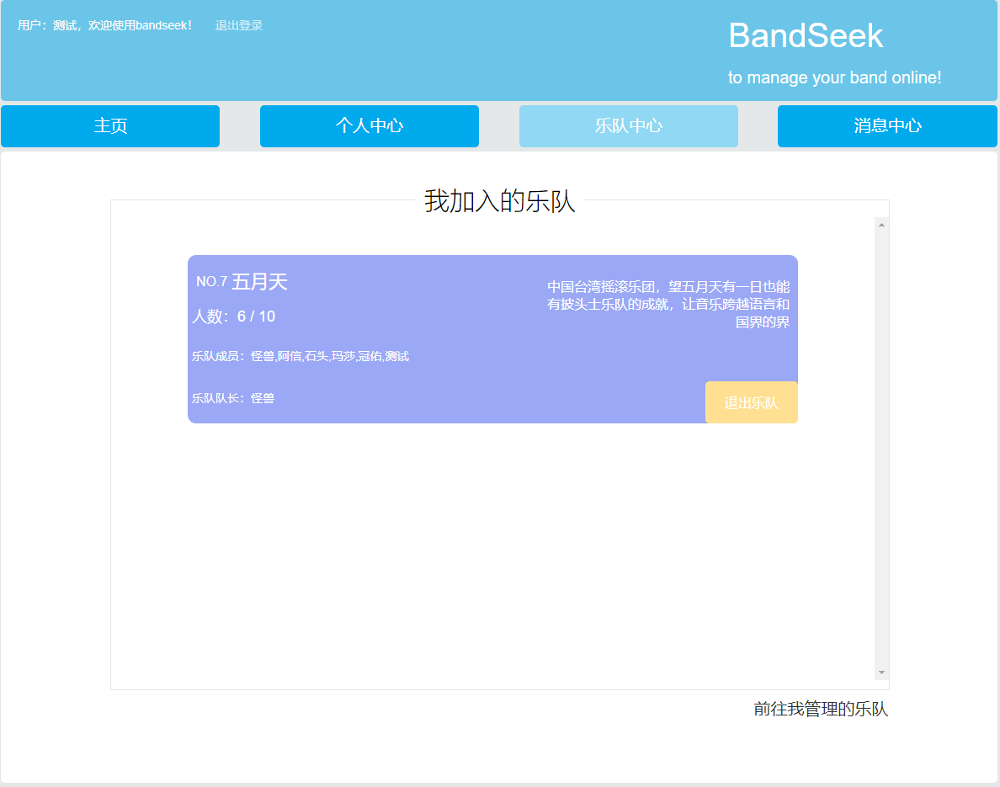 用户：测试，欢迎使用bandseek！ 退出登录
BandSeek
to manage your band online!
主页 个人中心 乐队中心 消息中心
我加入的乐队
NO.7 五月天
人数：6 / 10
乐队成员：怪兽,阿信,石头,玛莎,冠佑,测试
乐队队长：怪兽
中国台湾摇滚乐团，望五月天有一日也能
有披头士乐队的成就，让音乐跨越语言和
国界的界
退出乐队
前往我管理的乐队